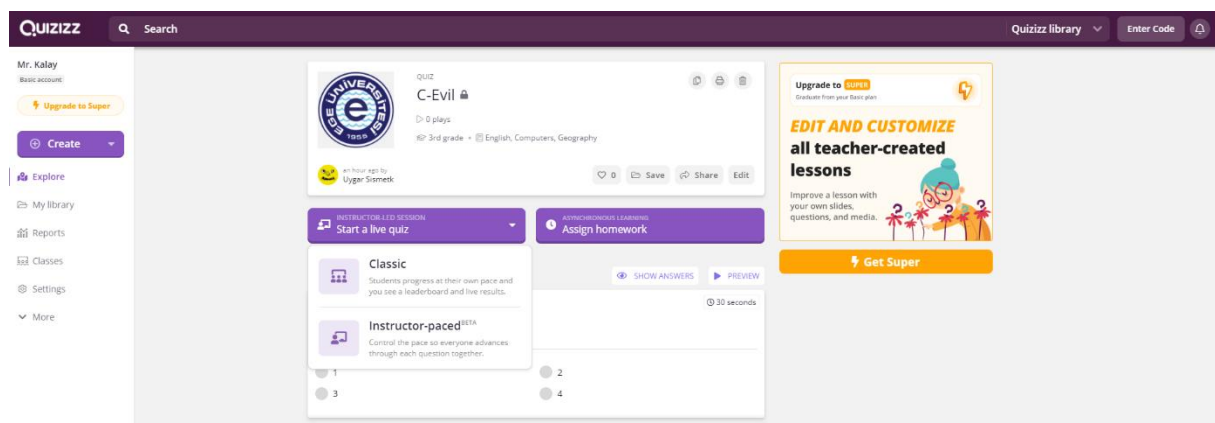 QUIZIZZ
Search
Quizizz library
Enter Code
Mr. Kalay
Basic account
Upgrade to Super
Create
Explore
My library
Reports
Classes
Settings
More
EGE ÜNİVERSİTESİ
1955
QUIZ
C-Evil
0 plays
3rd grade • English, Computers, Geography
an hour ago by
Uygar Sismetk
0
Save
Share
Edit
INSTRUCTOR-LED SESSION
Start a live quiz
ASYNCHRONOUS LEARNING
Assign homework
Classic
Students progress at their own pace and
you see a leaderboard and live results.
Instructor-paced BETA
Control the pace so everyone advances
through each question together.
SHOW ANSWERS
PREVIEW
30 seconds
1
2
3
4
Upgrade to SUPER
Graduate from your Basic plan
EDIT AND CUSTOMIZE
all teacher-created
lessons
Improve a lesson with
your own slides,
questions, and media.
Get Super